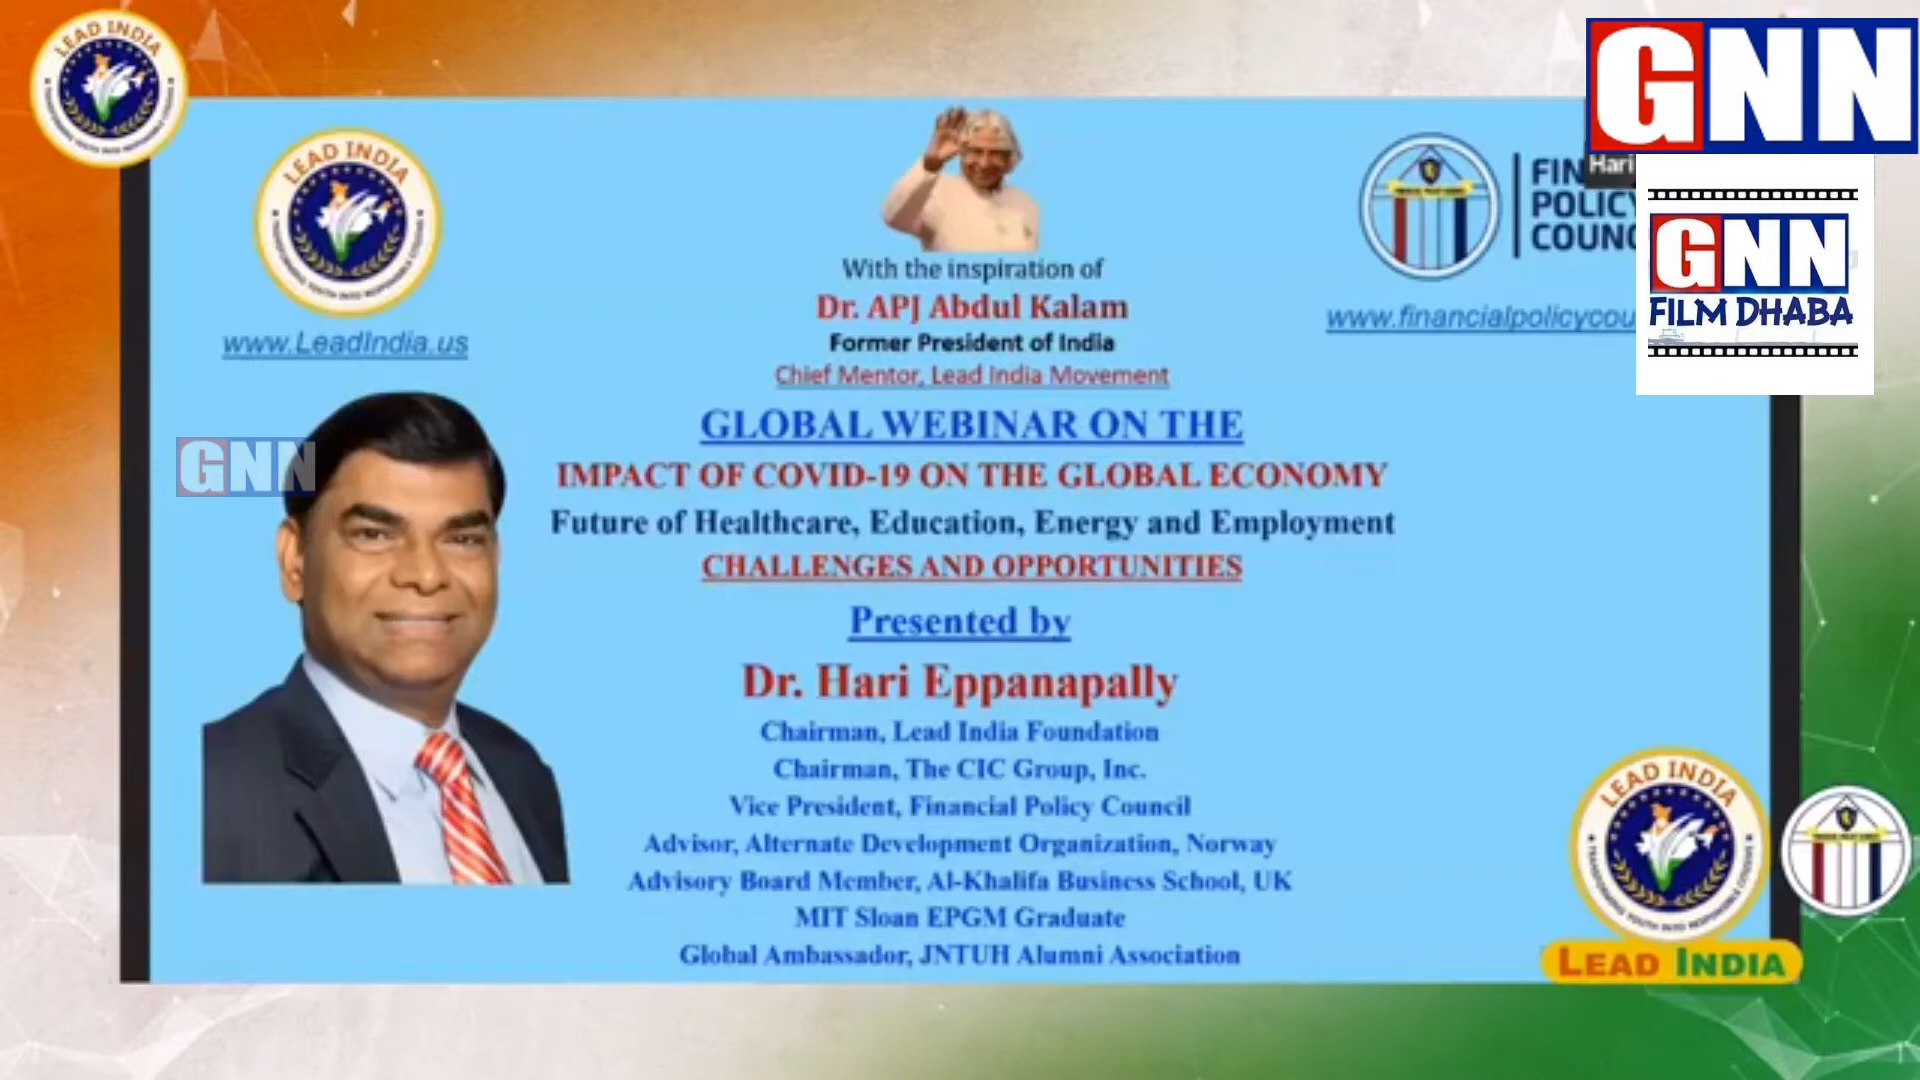 LEAD INDIA
GNN
LEAD INDIA
www.LeadIndia.us
With the inspiration of
Dr. APJ Abdul Kalam
Former President of India
Chief Mentor, Lead India Movement
FIN
POLICY
COUNC
Hari
www.financialpolicycou
GNN
FILM DHABA
GNN
GLOBAL WEBINAR ON THE
IMPACT OF COVID-19 ON THE GLOBAL ECONOMY
Future of Healthcare, Education, Energy and Employment
CHALLENGES AND OPPORTUNITIES
Presented by
Dr. Hari Eppanapally
Chairman, Lead India Foundation
Chairman, The CIC Group, Inc.
Vice President, Financial Policy Council
Advisor, Alternate Development Organization, Norway
Advisory Board Member, Al-Khalifa Business School, UK
MIT Sloan EPGM Graduate
Global Ambassador, JNTUH Alumni Association
LEAD INDIA
LEAD INDIA